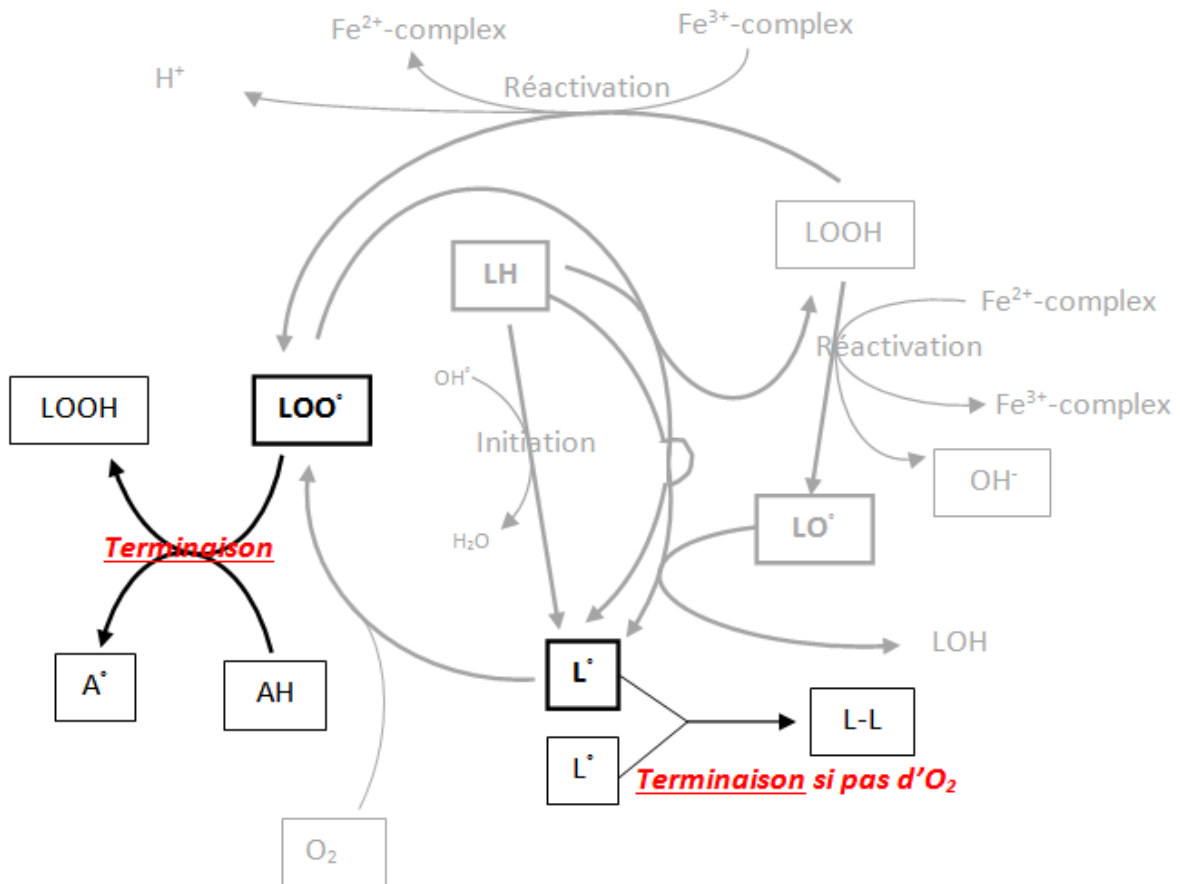 Fe²⁺-complex
Fe³⁺-complex
H⁺
Réactivation
LOOH
LH
Fe²⁺-complex
Réactivation
OH°
LOOH
LOO°
Fe³⁺-complex
Initiation
OH⁻
LO°
H₂O
Terminaison
LOH
A°
AH
L°
L-L
L°
Terminaison si pas d'O₂
O₂